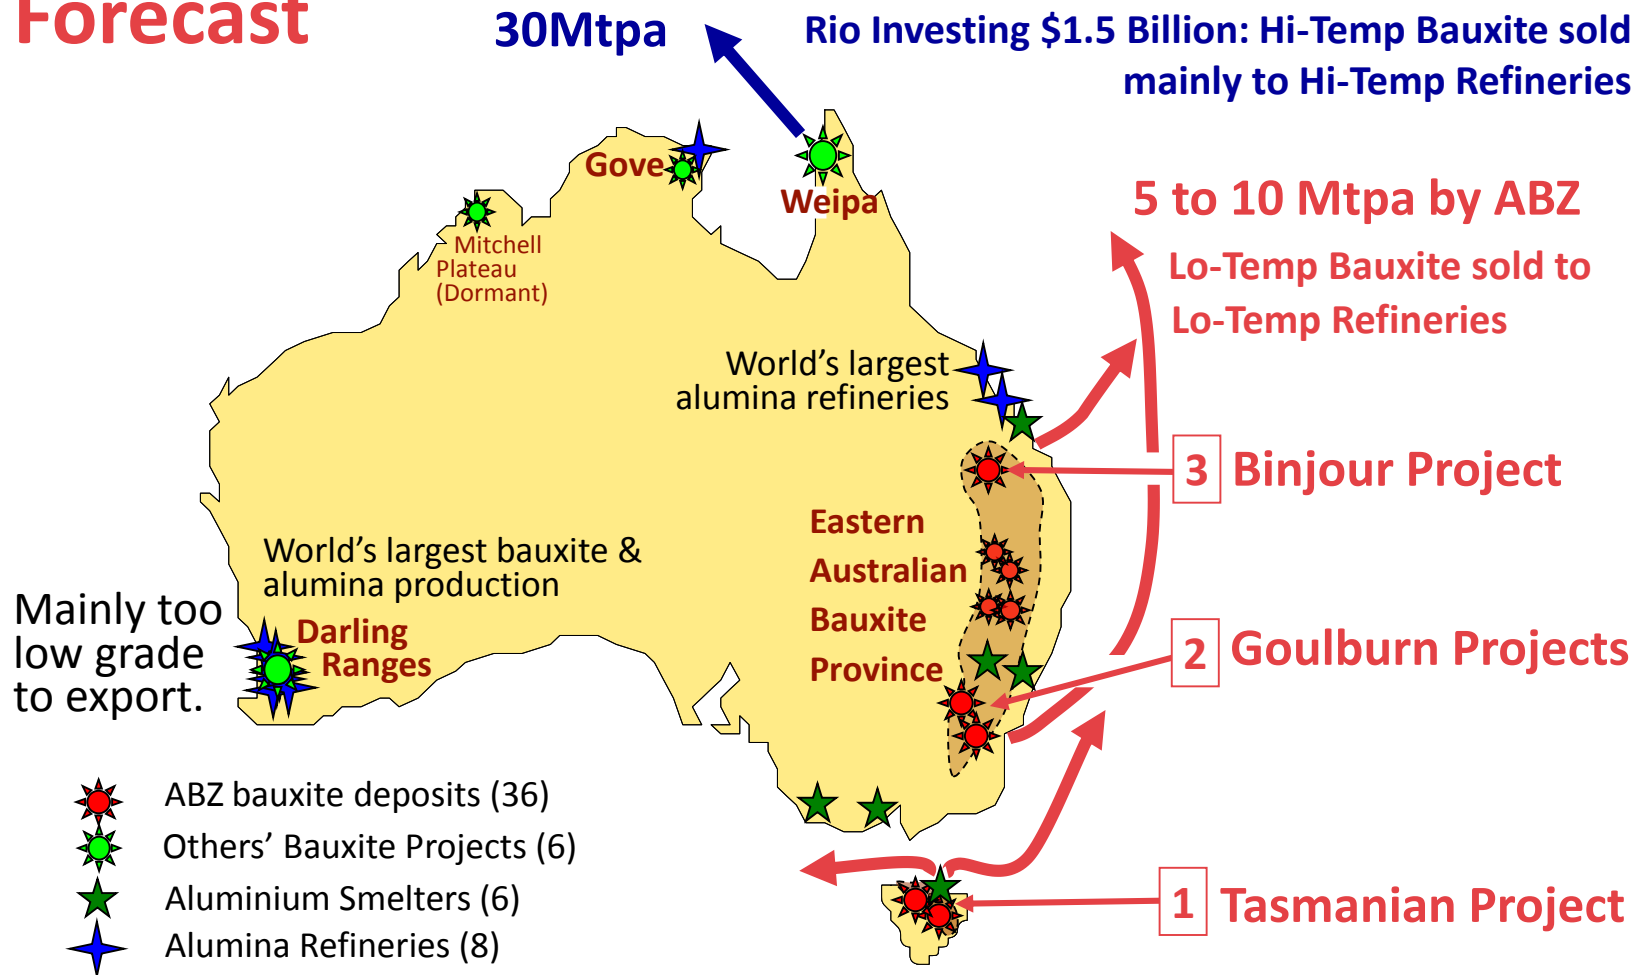 Forecast
30Mtpa
Rio Investing $1.5 Billion: Hi-Temp Bauxite sold
mainly to Hi-Temp Refineries
Gove
Weipa
5 to 10 Mtpa by ABZ
Lo-Temp Bauxite sold to
Lo-Temp Refineries
Mitchell
Plateau
(Dormant)
World's largest
alumina refineries
3 Binjour Project
Eastern
Australian
Bauxite
Province
World's largest bauxite &
alumina production
Mainly too
low grade
to export.
Darling
Ranges
2 Goulburn Projects
ABZ bauxite deposits (36)
Others' Bauxite Projects (6)
Aluminium Smelters (6)
Alumina Refineries (8)
1 Tasmanian Project